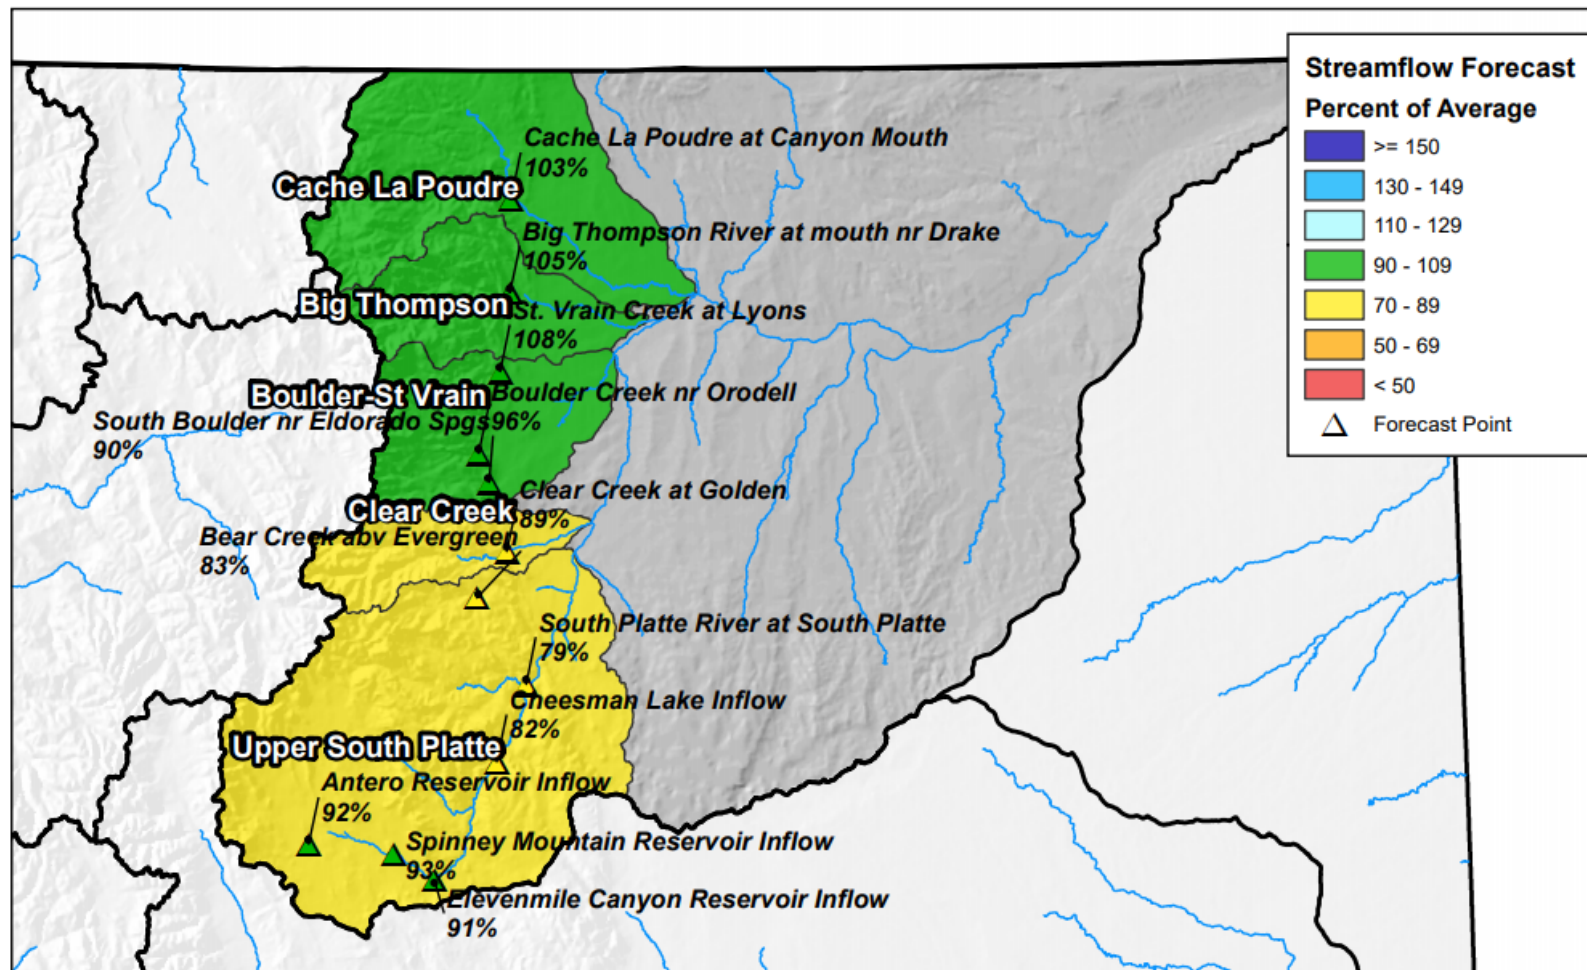 Streamflow Forecast
Percent of Average
>= 150
130 - 149
110 - 129
90 - 109
70 - 89
50 - 69
< 50
Forecast Point
Cache La Poudre at Canyon Mouth
103%
Cache La Poudre
Big Thompson River at mouth nr Drake
105%
Big Thompson
St. Vrain Creek at Lyons
108%
Boulder-St Vrain
Boulder Creek nr Orodell
96%
South Boulder nr Eldorado Spgs
90%
Clear Creek at Golden
89%
Clear Creek
Bear Creek abv Evergreen
83%
South Platte River at South Platte
79%
Cheesman Lake Inflow
82%
Upper South Platte
Antero Reservoir Inflow
92%
Spinney Mountain Reservoir Inflow
93%
Elevenmile Canyon Reservoir Inflow
91%